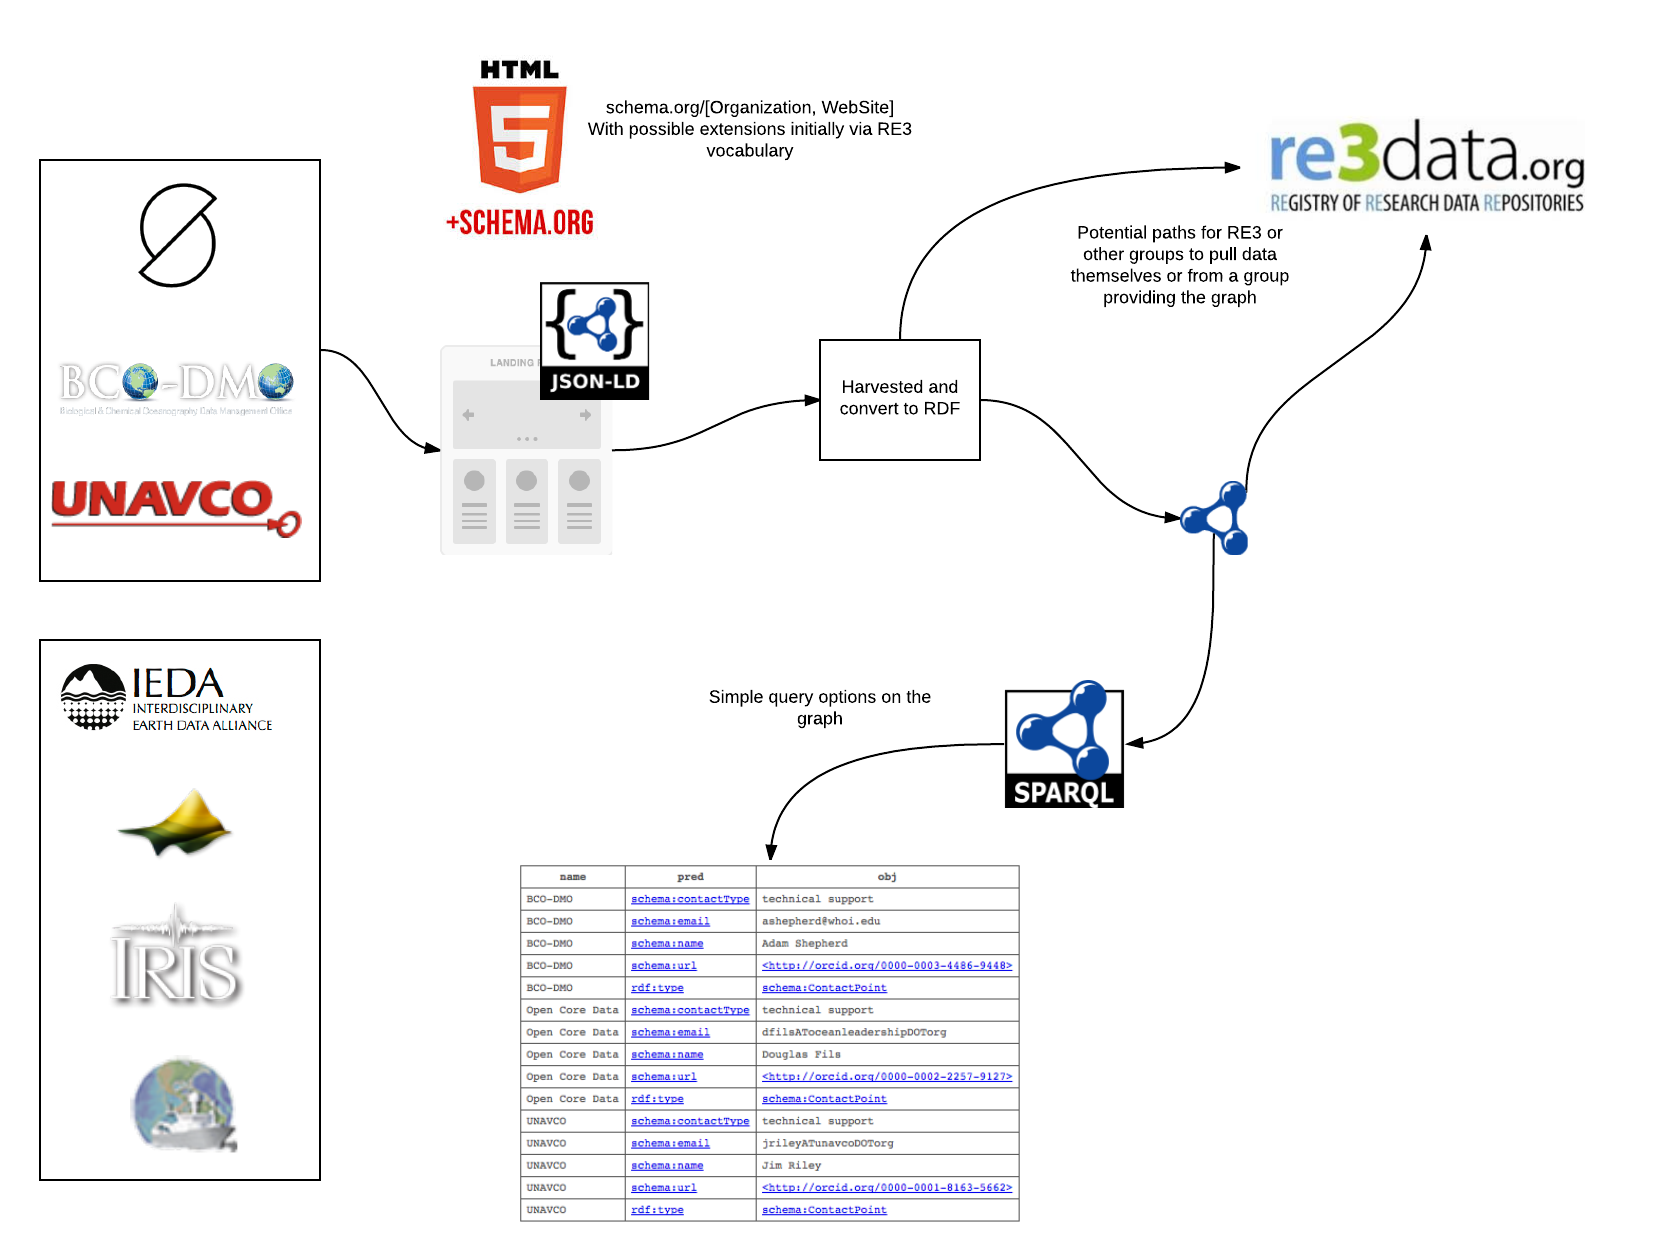 HTML
schema.org/[Organization, WebSite]
With possible extensions initially via RE3
vocabulary
+SCHEMA.ORG
re3data.org
REGISTRY OF RESEARCH DATA REPOSITORIES
Potential paths for RE3 or
other groups to pull data
themselves or from a group
providing the graph
BCO-DMO
Biological & Chemical Oceanography Data Management Office
UNAVCO
LANDING
JSON-LD
Harvested and
convert to RDF
IEDA
INTERDISCIPLINARY
EARTH DATA ALLIANCE
IRIS
Simple query options on the
graph
SPARQL
name pred obj
BCO-DMO schema:contactType technical support
BCO-DMO schema:email ashepherd@whoi.edu
BCO-DMO schema:name Adam Shepherd
BCO-DMO schema:url <http://orcid.org/0000-0003-4486-9448>
BCO-DMO rdf:type schema:ContactPoint
Open Core Data schema:contactType technical support
Open Core Data schema:email dfilsAToceanleadershipDOTorg
Open Core Data schema:name Douglas Fils
Open Core Data schema:url <http://orcid.org/0000-0002-2257-9127>
Open Core Data rdf:type schema:ContactPoint
UNAVCO schema:contactType technical support
UNAVCO schema:email jrileyATunavcoDOTorg
UNAVCO schema:name Jim Riley
UNAVCO schema:url <http://orcid.org/0000-0001-8163-5662>
UNAVCO rdf:type schema:ContactPoint